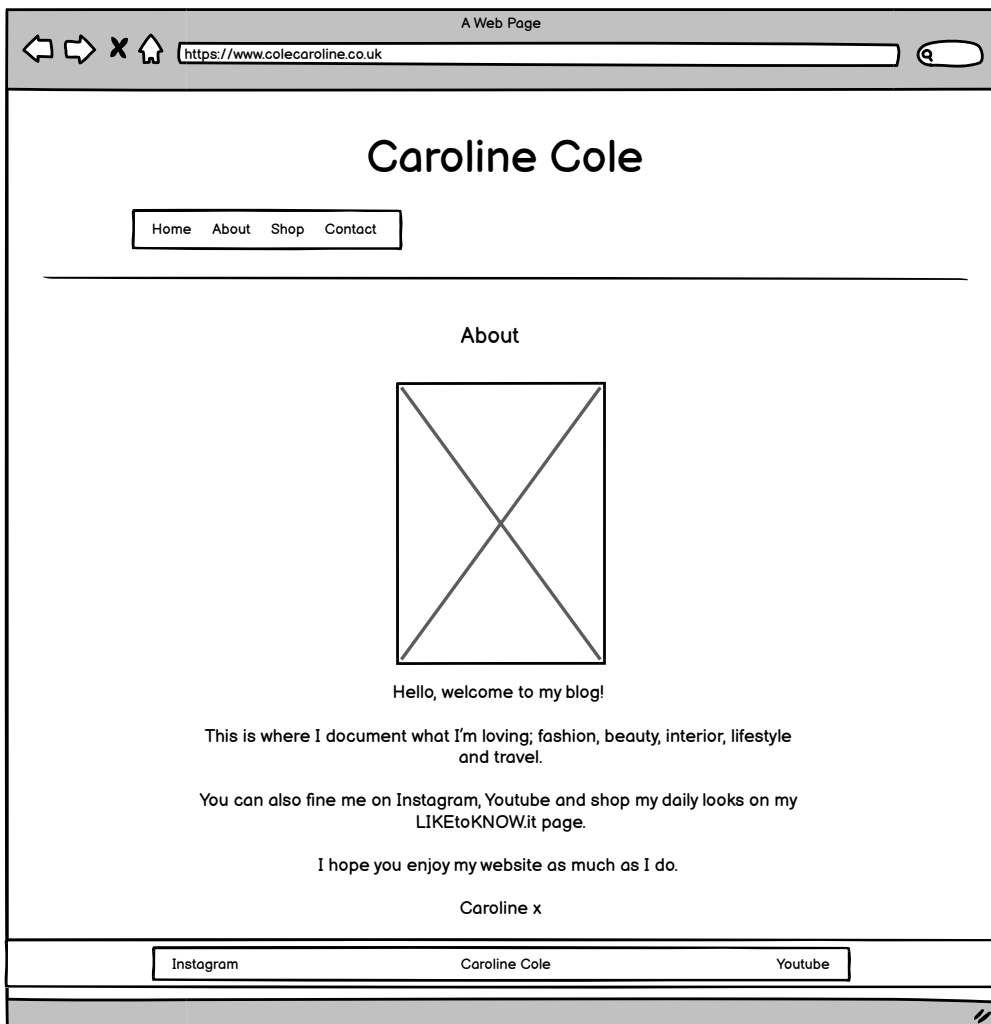 A Web Page
https://www.colecaroline.co.uk
Caroline Cole
Home About Shop Contact
About
Hello, welcome to my blog!
This is where I document what I'm loving; fashion, beauty, interior, lifestyle
and travel.
You can also fine me on Instagram, Youtube and shop my daily looks on my
LIKEtoKNOW.it page.
I hope you enjoy my website as much as I do.
Caroline x
Instagram Caroline Cole Youtube